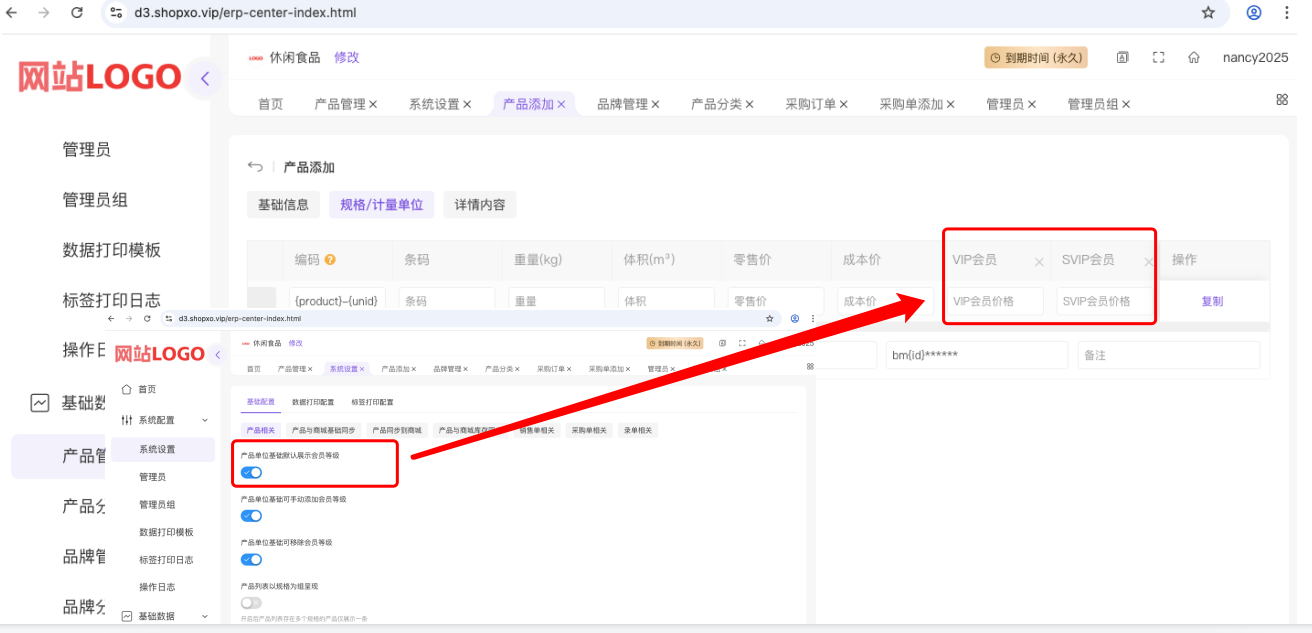 d3.shopxo.vip/erp-center-index.html
网站LOGO
LOGO 休闲食品 修改
到期时间 (永久)
nancy2025
首页 产品管理 系统设置 产品添加 品牌管理 产品分类 采购订单 采购单添加 管理员 管理员组
管理员
管理员组
数据打印模板
标签打印日志
操作日
基础数
产品管
产品分
品牌管
品牌分
产品添加
基础信息 规格/计量单位 详情内容
编码 条码 重量(kg) 体积(m³) 零售价 成本价 VIP会员 SVIP会员 操作
{product}-{unid} 条码 重量 体积 零售价 成本价 VIP会员价格 SVIP会员价格 复制
bm{id}****** 备注
d3.shopxo.vip/erp-center-index.html
网站LOGO
休闲食品 修改
到期时间 (永久)
首页 产品管理 系统设置 产品添加 品牌管理 产品分类 采购订单 采购单添加 管理员
首页
系统配置
系统设置
管理员
管理员组
数据打印模板
标签打印日志
操作日志
基础数据
基础配置 数据打印配置 标签打印配置
产品相关 产品与商城基础同步 产品同步到商城 产品与商城库存同 销售单相关 采购单相关 录单相关
产品单位基础默认展示会员等级
产品单位基础可手动添加会员等级
产品单位基础可移除会员等级
产品列表以规格为组呈现
开启后产品列表存在多个规格的产品仅展示一条